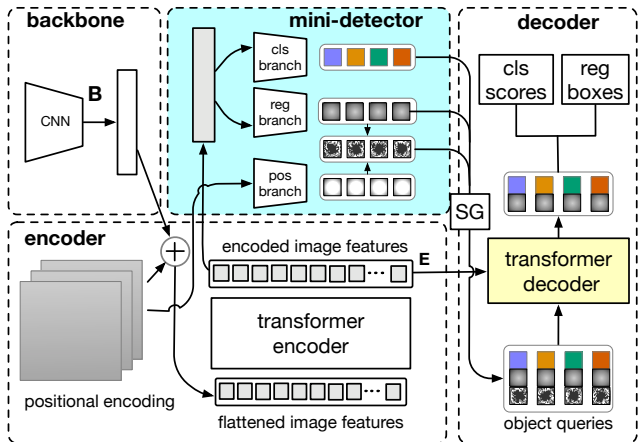 backbone
B
CNN
mini-detector
cls
branch
reg
branch
pos
branch
decoder
cls
scores
reg
boxes
SG
transformer
decoder
object queries
encoder
positional encoding
encoded image features
E
transformer
encoder
flattened image features